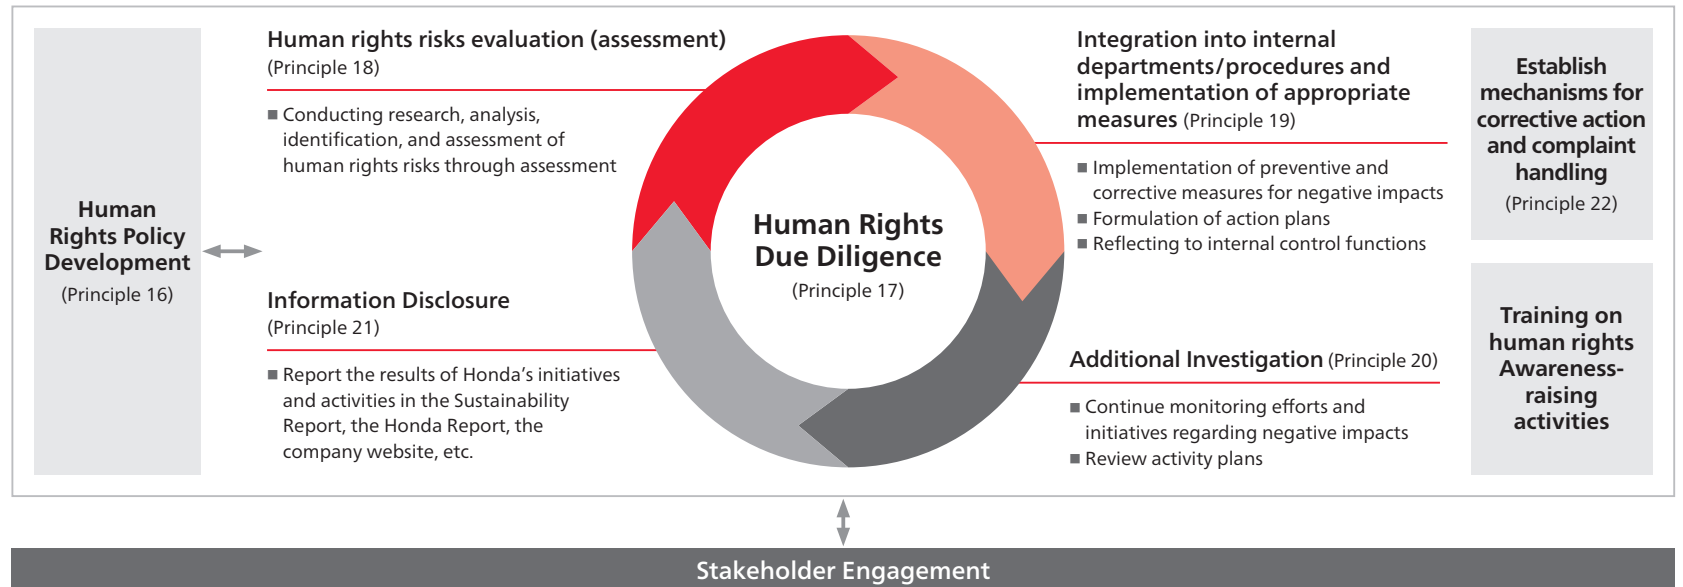 Human
Rights Policy
Development
(Principle 16)
Human rights risks evaluation (assessment)
(Principle 18)
■ Conducting research, analysis,
identification, and assessment of
human rights risks through assessment
Information Disclosure
(Principle 21)
■ Report the results of Honda’s initiatives
and activities in the Sustainability
Report, the Honda Report, the
company website, etc.
Human Rights
Due Diligence
(Principle 17)
Integration into internal
departments/procedures and
implementation of appropriate
measures (Principle 19)
■ Implementation of preventive and
corrective measures for negative impacts
■ Formulation of action plans
■ Reflecting to internal control functions
Additional Investigation (Principle 20)
■ Continue monitoring efforts and
initiatives regarding negative impacts
■ Review activity plans
Establish
mechanisms for
corrective action
and complaint
handling
(Principle 22)
Training on
human rights
Awareness-
raising
activities
Stakeholder Engagement